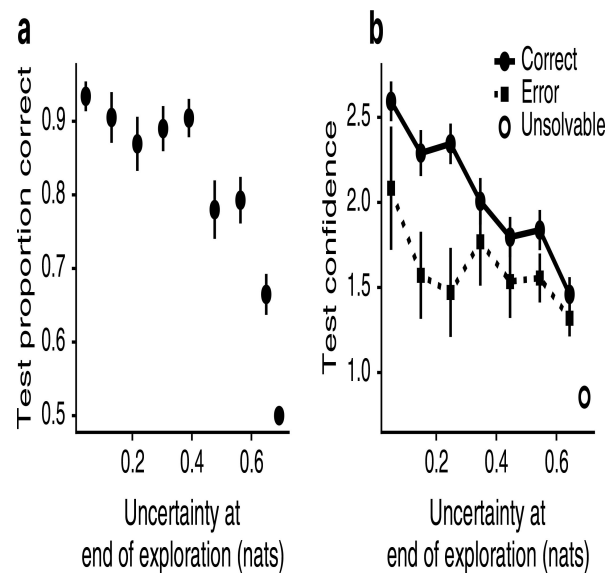 a
Test proportion correct
0.9
0.8
0.7
0.6
0.5
0.2
0.4
0.6
Uncertainty at
end of exploration (nats)
b
Correct
Error
Unsolvable
Test confidence
2.5
2.0
1.5
1.0
0.2
0.4
0.6
Uncertainty at
end of exploration (nats)